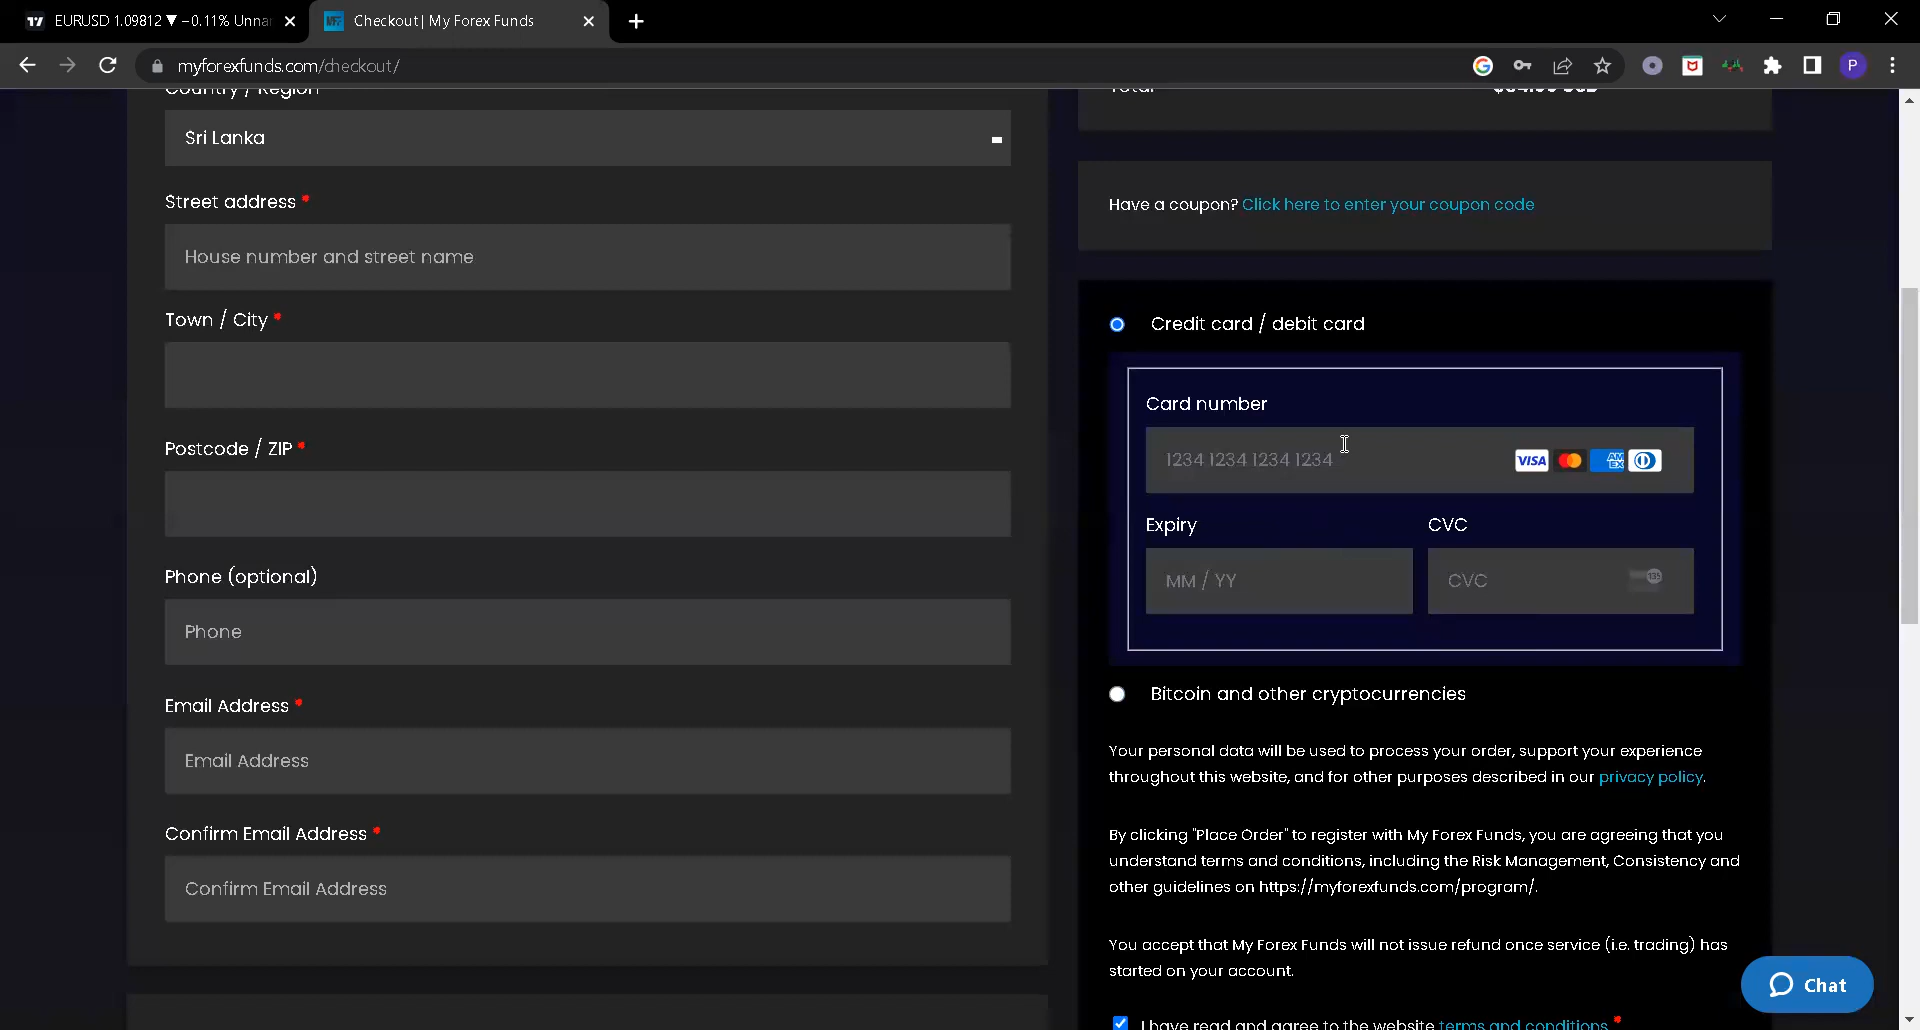 EURUSD 1.09812 ▼ −0.11% Unna
Checkout | My Forex Funds
myforexfunds.com/checkout/
P
Country / Region
Sri Lanka
Street address *
House number and street name
Town / City *
Postcode / ZIP *
Phone (optional)
Phone
Email Address *
Email Address
Confirm Email Address *
Confirm Email Address
Total
Have a coupon? Click here to enter your coupon code
Credit card / debit card
Card number
1234 1234 1234 1234
VISA
AM EX
Expiry
CVC
MM / YY
CVC
135
Bitcoin and other cryptocurrencies
Your personal data will be used to process your order, support your experience
throughout this website, and for other purposes described in our privacy policy.
By clicking "Place Order" to register with My Forex Funds, you are agreeing that you
understand terms and conditions, including the Risk Management, Consistency and
other guidelines on https://myforexfunds.com/program/.
You accept that My Forex Funds will not issue refund once service (i.e. trading) has
started on your account.
I have read and agree to the website terms and conditions *
Chat